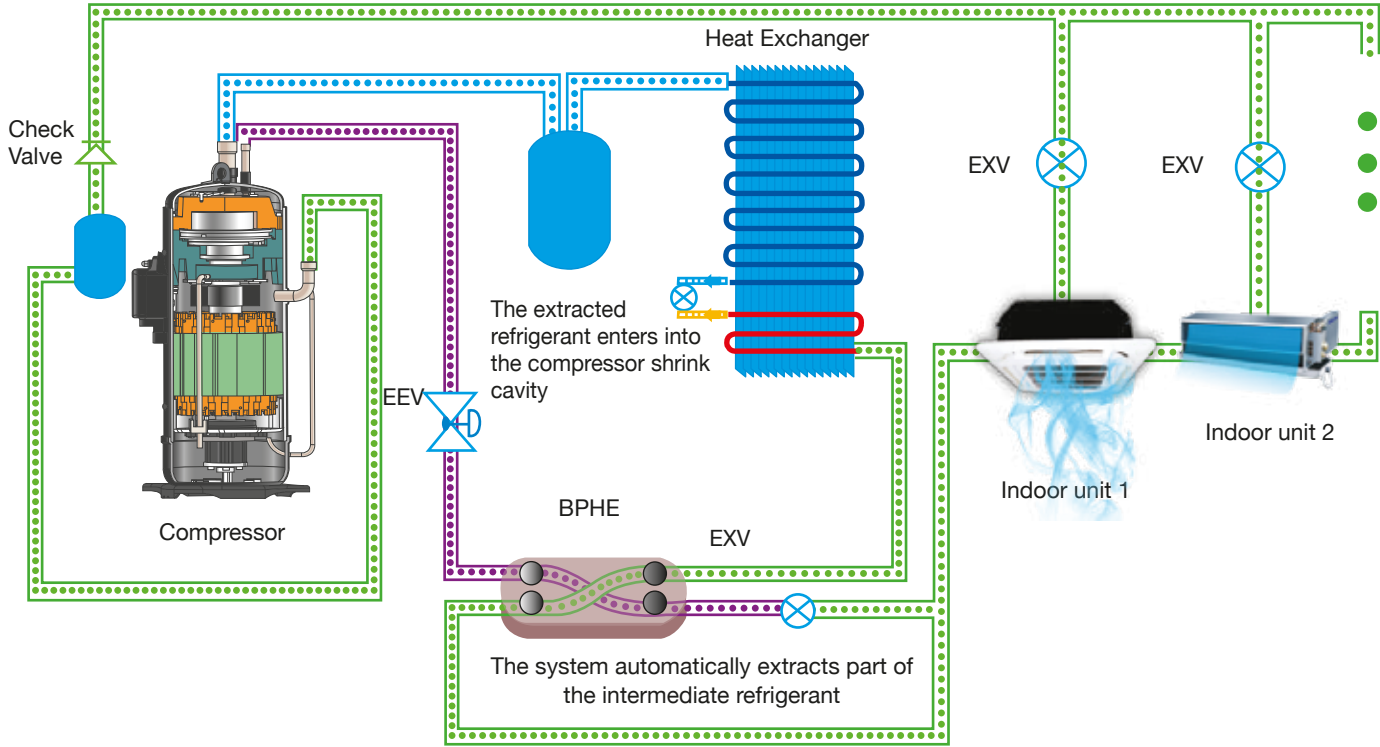 Heat Exchanger
Check
Valve
EXV
EXV
The extracted
refrigerant enters into
the compressor shrink
cavity
EEV
Indoor unit 2
Indoor unit 1
BPHE
Compressor
EXV
The system automatically extracts part of
the intermediate refrigerant